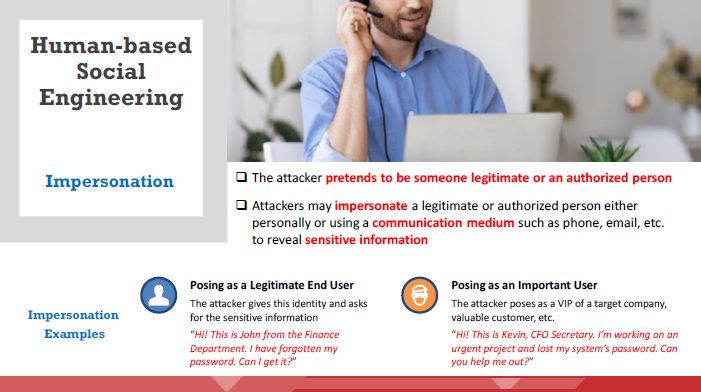 Human-based
Social
Engineering
Impersonation
❑ The attacker pretends to be someone legitimate or an authorized person
❑ Attackers may impersonate a legitimate or authorized person either
personally or using a communication medium such as phone, email, etc.
to reveal sensitive information
Impersonation
Examples
Posing as a Legitimate End User
The attacker gives this identity and asks
for the sensitive information
“Hi! This is John from the Finance
Department. I have forgotten my
password. Can I get it?”
Posing as an Important User
The attacker poses as a VIP of a target company,
valuable customer, etc.
“Hi! This is Kevin, CFO Secretary. I’m working on an
urgent project and lost my system’s password. Can
you help me out?”